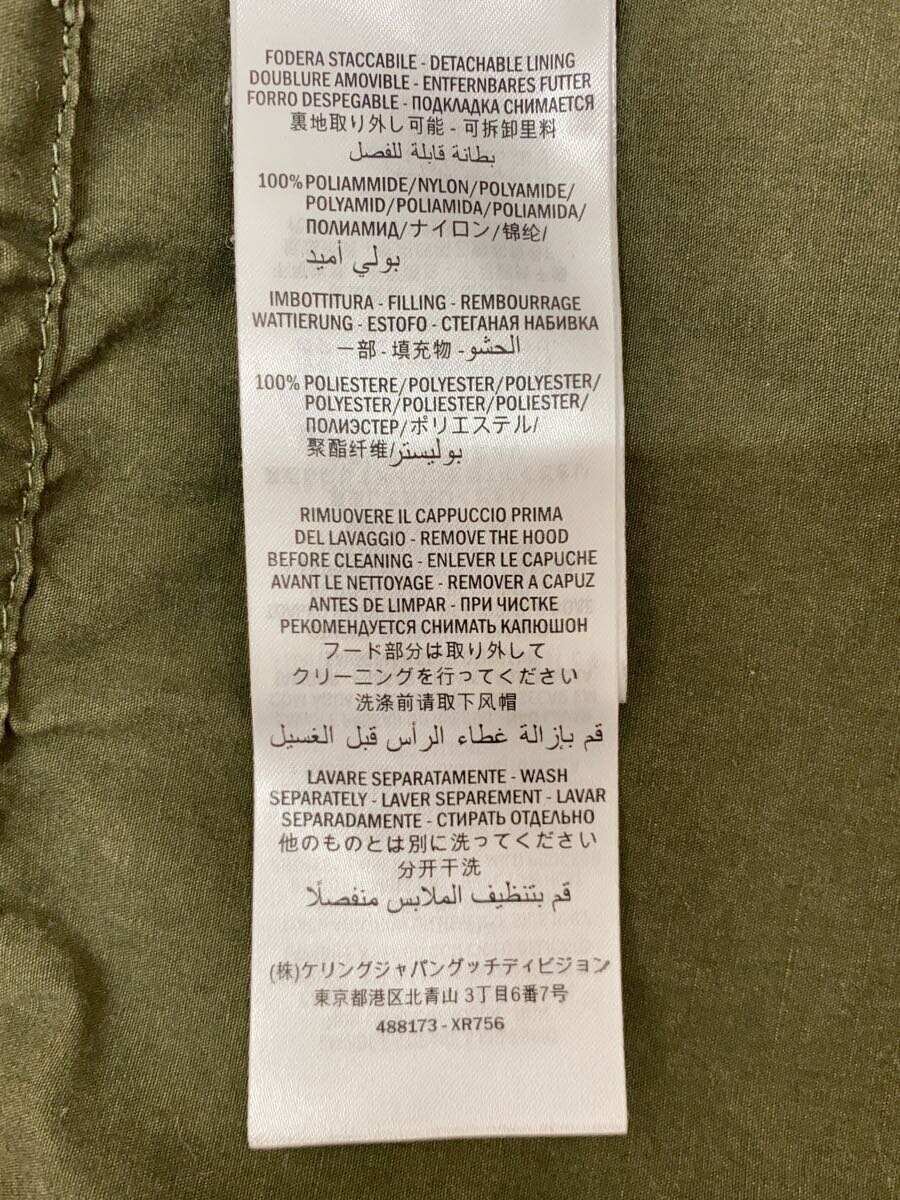 FODERA STACCABILE - DETACHABLE LINING
DOUBLURE AMOVIBLE - ENTFERNBARES FUTTER
FORRO DESPEGABLE - ПОДКЛАДКА СНИМАЕТСЯ
裏地取り外し可能 - 可拆卸里料
بطانة قابلة للفصل
100% POLIAMMIDE/NYLON/POLYAMIDE/
POLYAMID/POLIAMIDA/POLIAMIDA/
ПОЛИАМИД/ナイロン/锦纶/
بولي أميد
IMBOTTITURA - FILLING - REMBOURRAGE
WATTIERUNG - ESTOFO - СТЕГАНАЯ НАБИВКА
一部 - 填充物 - الحشو
100% POLIESTERE/POLYESTER/POLYESTER/
POLYESTER/POLIESTER/POLIESTER/
ПОЛИЭСТЕР/ポリエステル/
聚酯纤维/بوليستر
RIMUOVERE IL CAPPUCCIO PRIMA
DEL LAVAGGIO - REMOVE THE HOOD
BEFORE CLEANING - ENLEVER LE CAPUCHE
AVANT LE NETTOYAGE - REMOVER A CAPUZ
ANTES DE LIMPAR - ПРИ ЧИСТКЕ
РЕКОМЕНДУЕТСЯ СНИМАТЬ КАПЮШОН
フード部分は取り外して
クリーニングを行ってください
洗涤前请取下风帽
قم بإزالة غطاء الرأس قبل الغسيل
LAVARE SEPARATAMENTE - WASH
SEPARATELY - LAVER SEPAREMENT - LAVAR
SEPARADAMENTE - СТИРАТЬ ОТДЕЛЬНО
他のものとは別に洗ってください
分开干洗
قم بتنظيف الملابس منفصلًا
(株)ケリングジャパングッチディビジョン
東京都港区北青山 3丁目6番7号
488173 - XR756